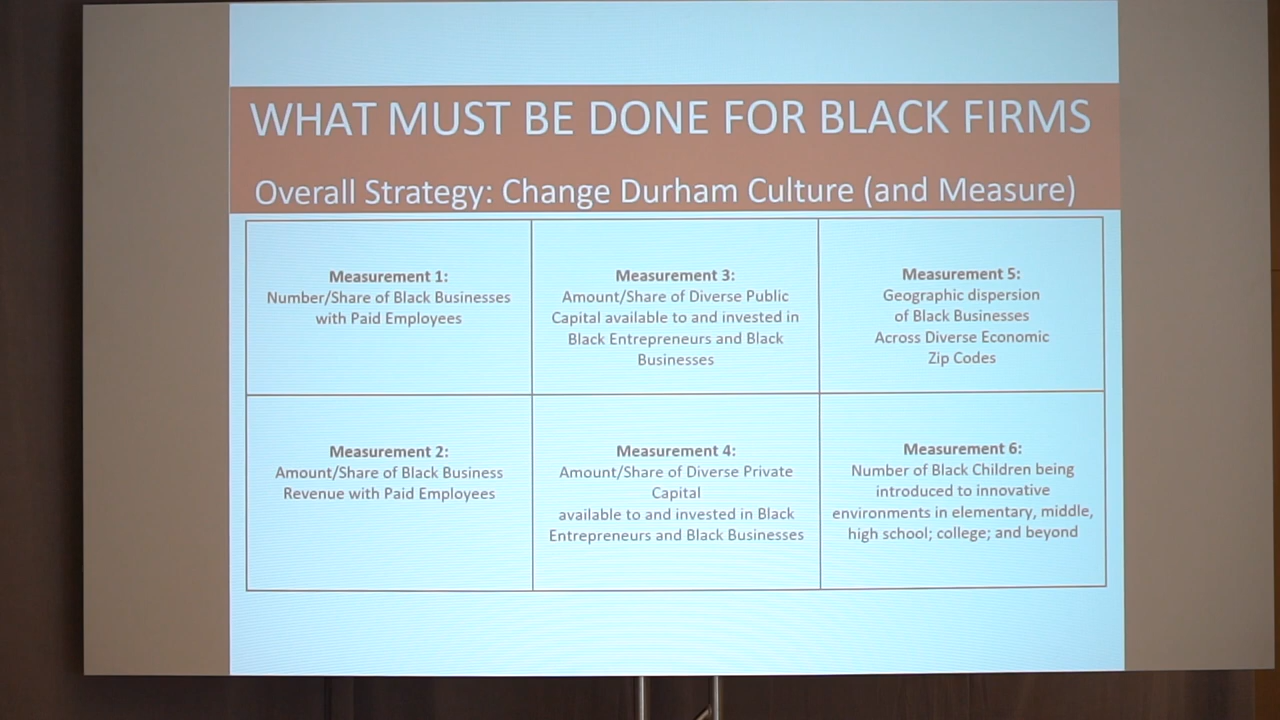 WHAT MUST BE DONE FOR BLACK FIRMS
Overall Strategy: Change Durham Culture (and Measure)
Measurement 1:
Number/Share of Black Businesses
with Paid Employees
Measurement 3:
Amount/Share of Diverse Public
Capital available to and invested in
Black Entrepreneurs and Black
Businesses
Measurement 5:
Geographic dispersion
of Black Businesses
Across Diverse Economic
Zip Codes
Measurement 2:
Amount/Share of Black Business
Revenue with Paid Employees
Measurement 4:
Amount/Share of Diverse Private
Capital
available to and invested in Black
Entrepreneurs and Black Businesses
Measurement 6:
Number of Black Children being
introduced to innovative
environments in elementary, middle,
high school; college; and beyond